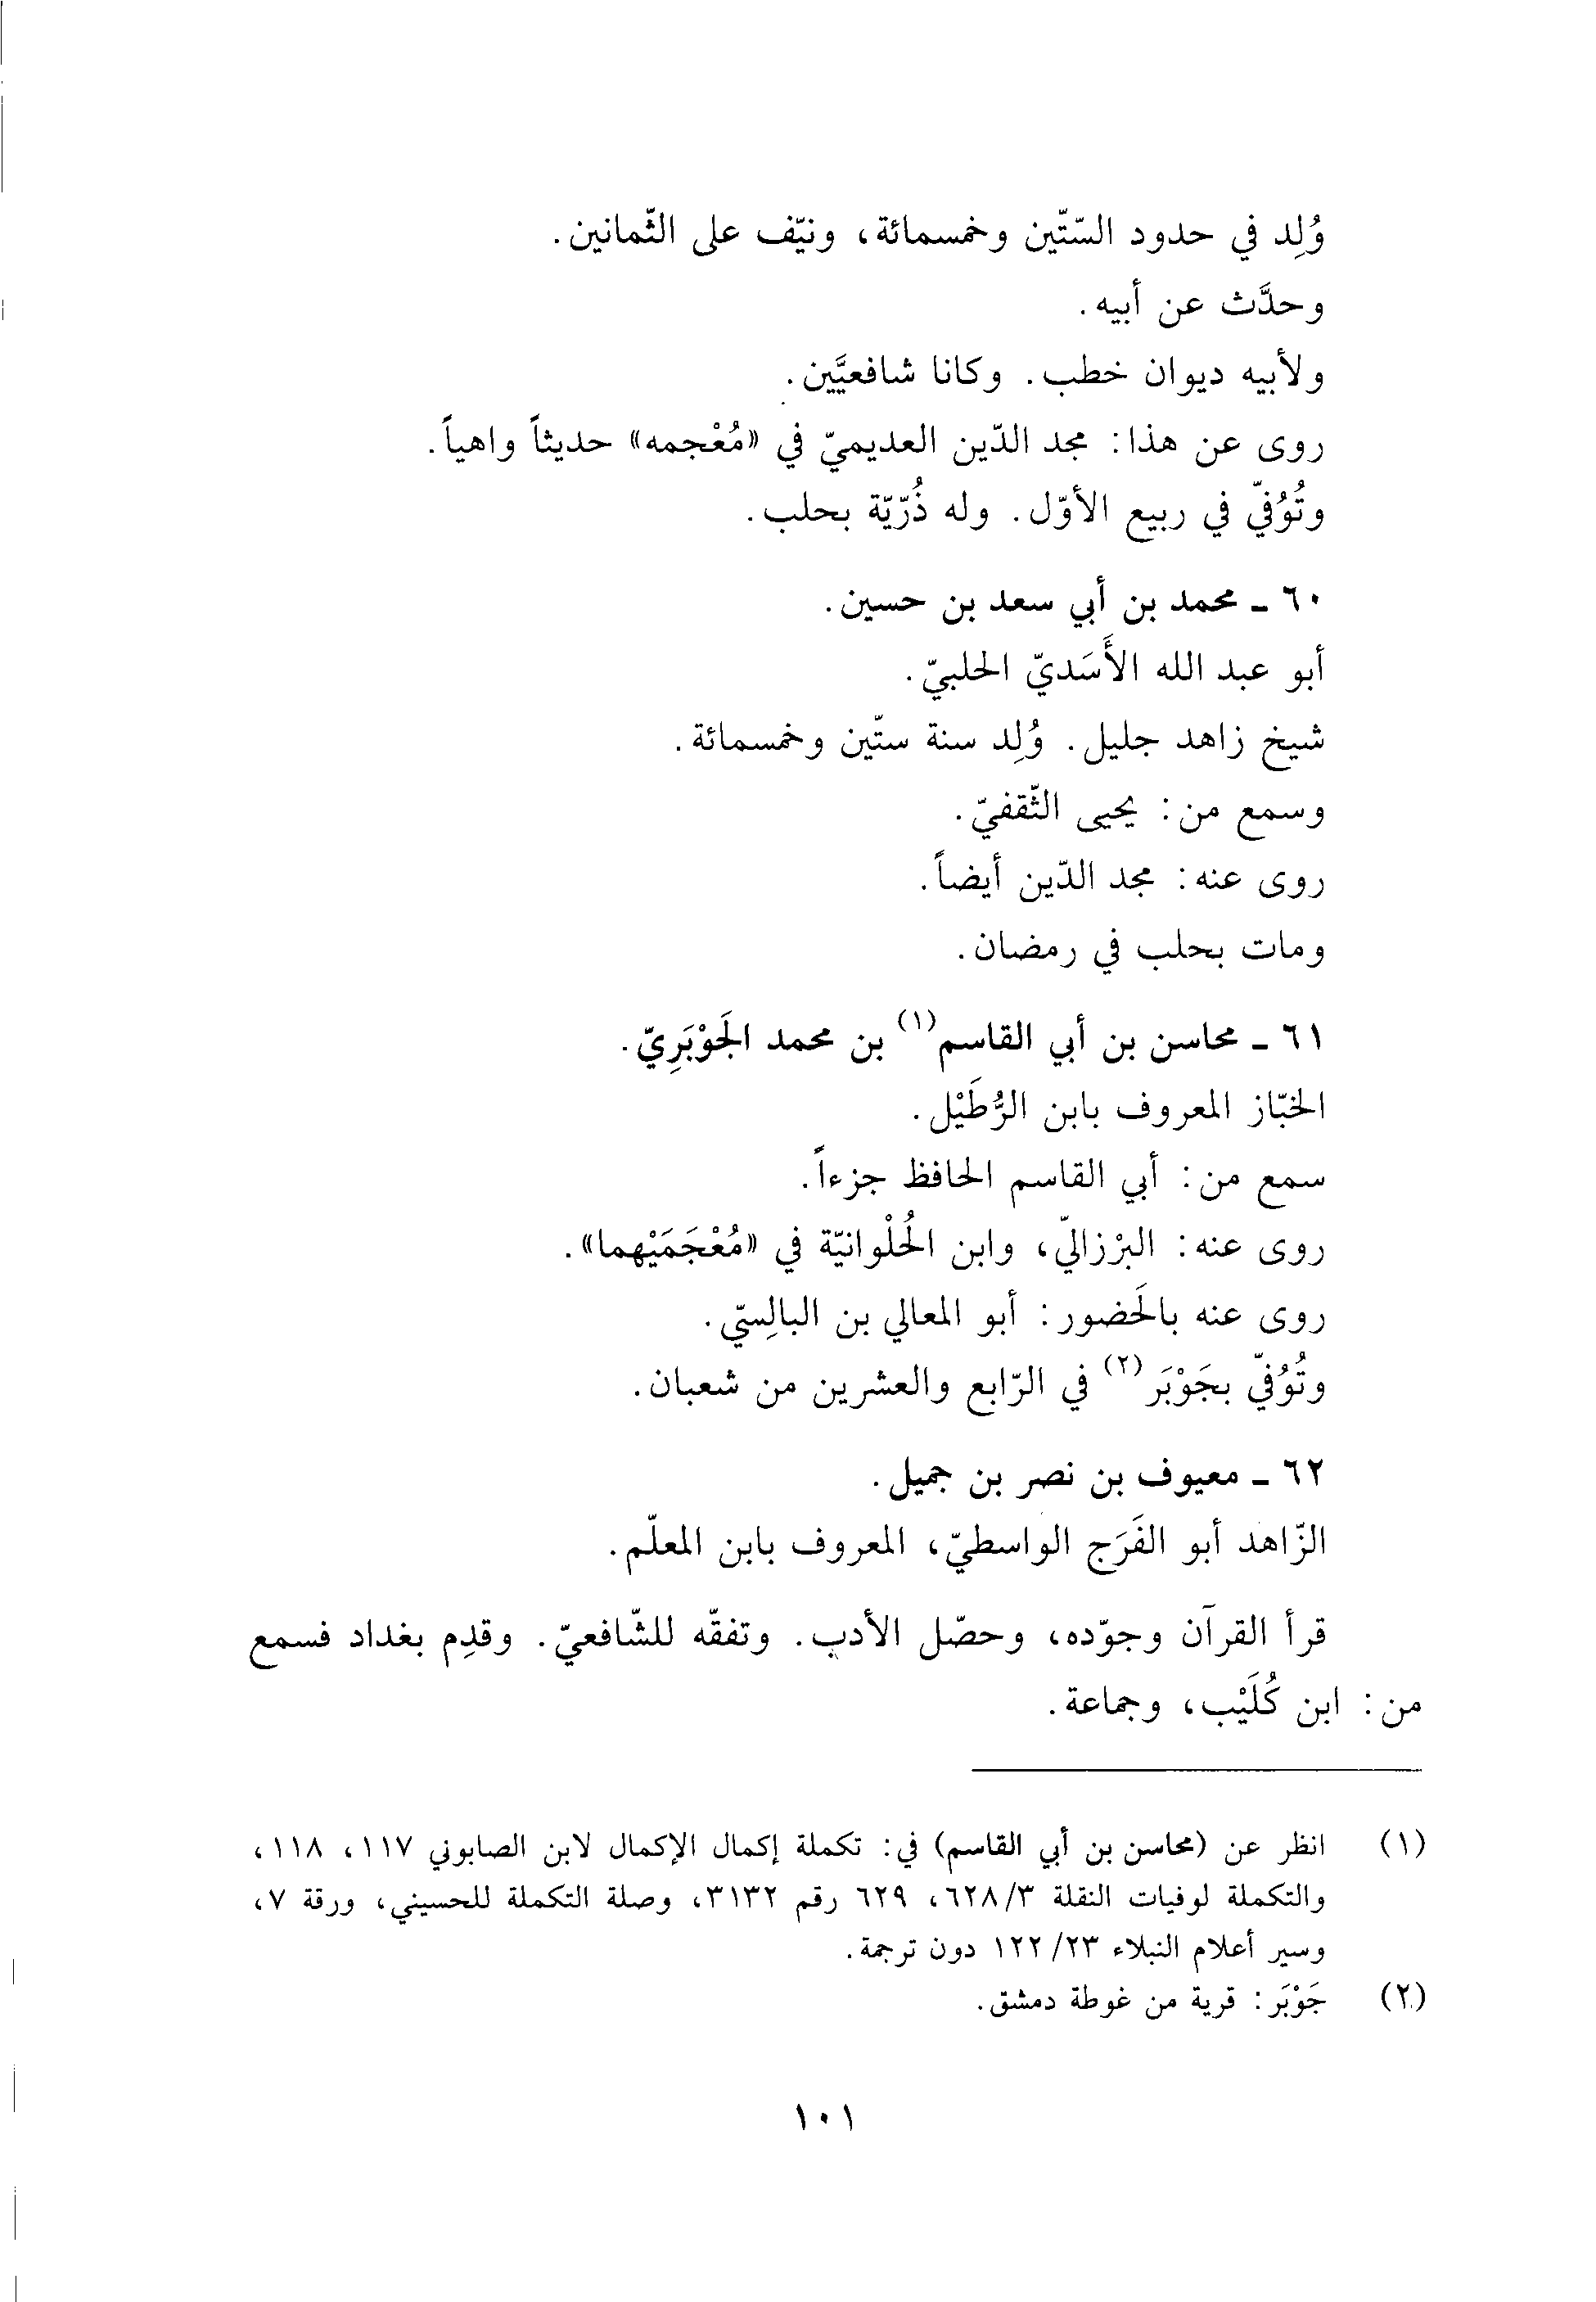 وُلِد في حدود السّتّين وخمسمائة، ونيّف على الثّمانين.
وحدَّث عن أبيه.
ولأبيه ديوان خطب. وكانا شافعيَّين.
روى عن هذا: مجد الدّين العديميّ في «مُعْجمه» حديثاً واهياً.
وتُوُفيّ في ربيع الأوّل. وله ذُرّيّة بحلب.
٦٠ ـ محمد بن أبي سعد بن حسين.
أبو عبد الله الأَسَديّ الحلبيّ.
شيخ زاهد جليل. وُلِد سنة ستّين وخمسمائة.
وسمع من: يحيى الثّقفيّ.
روى عنه: مجد الدّين أيضاً.
ومات بحلب في رمضان.
٦١ ـ محاسن بن أبي القاسم(١) بن محمد الجَوْبَرِيّ.
الخبّاز المعروف بابن الرُّطَيْل.
سمع من: أبي القاسم الحافظ جزءاً.
روى عنه: البرْزاليّ، وابن الحُلْوانيّة في «مُعْجَمَيْهما».
روى عنه بالحَضور: أبو المعالي بن البالِسيّ.
وتُوُفيّ بجَوْبَر(٢) في الرّابع والعشرين من شعبان.
٦٢ ـ معيوف بن نصر بن جميل.
الزّاهد أبو الفَرَج الواسطيّ، المعروف بابن المعلّم.
قرأ القرآن وجوّده، وحصّل الأدب. وتفقّه للشّافعيّ. وقدِم بغداد فسمع
من: ابن كُلَيْب، وجماعة.
(١) انظر عن (محاسن بن أبي القاسم) في: تكملة إكمال الإكمال لابن الصابوني ١١٧، ١١٨،
والتكملة لوفيات النقلة ٣/ ٦٢٨، ٦٢٩ رقم ٣١٣٢، وصلة التكملة للحسيني، ورقة ٧،
وسير أعلام النبلاء ٢٣/ ١٢٢ دون ترجمة.
(٢) جَوْبَر: قرية من غوطة دمشق.
١٠١